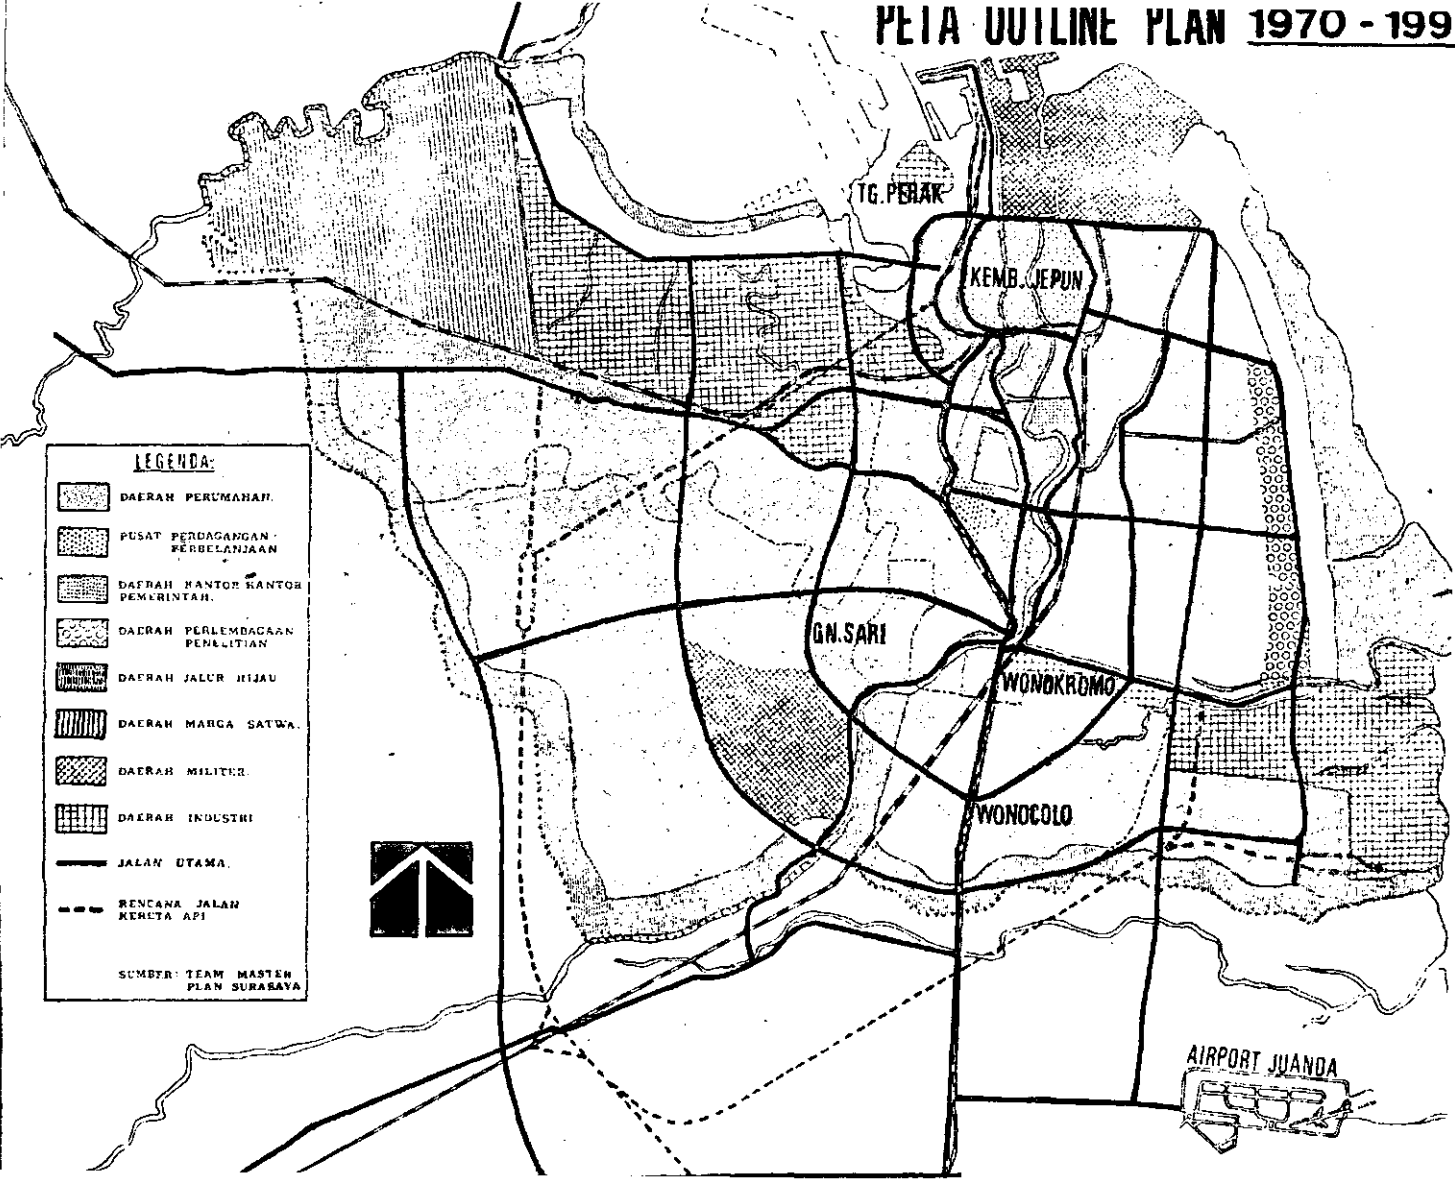 PETA OUTLINE PLAN 1970 - 199
TG. PERAK
KEMB. JEPUN
GN. SARI
WONOKROMO
WONOCOLO
AIRPORT JUANDA
LEGENDA:
DAERAH PERUMAHAN.
PUSAT PERDAGANGAN
PERBELANJAAN
DAERAH KANTOR KANTOR
PEMERINTAH.
DAERAH PERLEMBAGAAN
PENELITIAN
DAERAH JALUR HIJAU
DAERAH MARGA SATWA.
DAERAH MILITER.
DAERAH INDUSTRI
JALAN UTAMA.
RENCANA JALAN
KERETA API
SUMBER: TEAM MASTER
PLAN SURABAYA